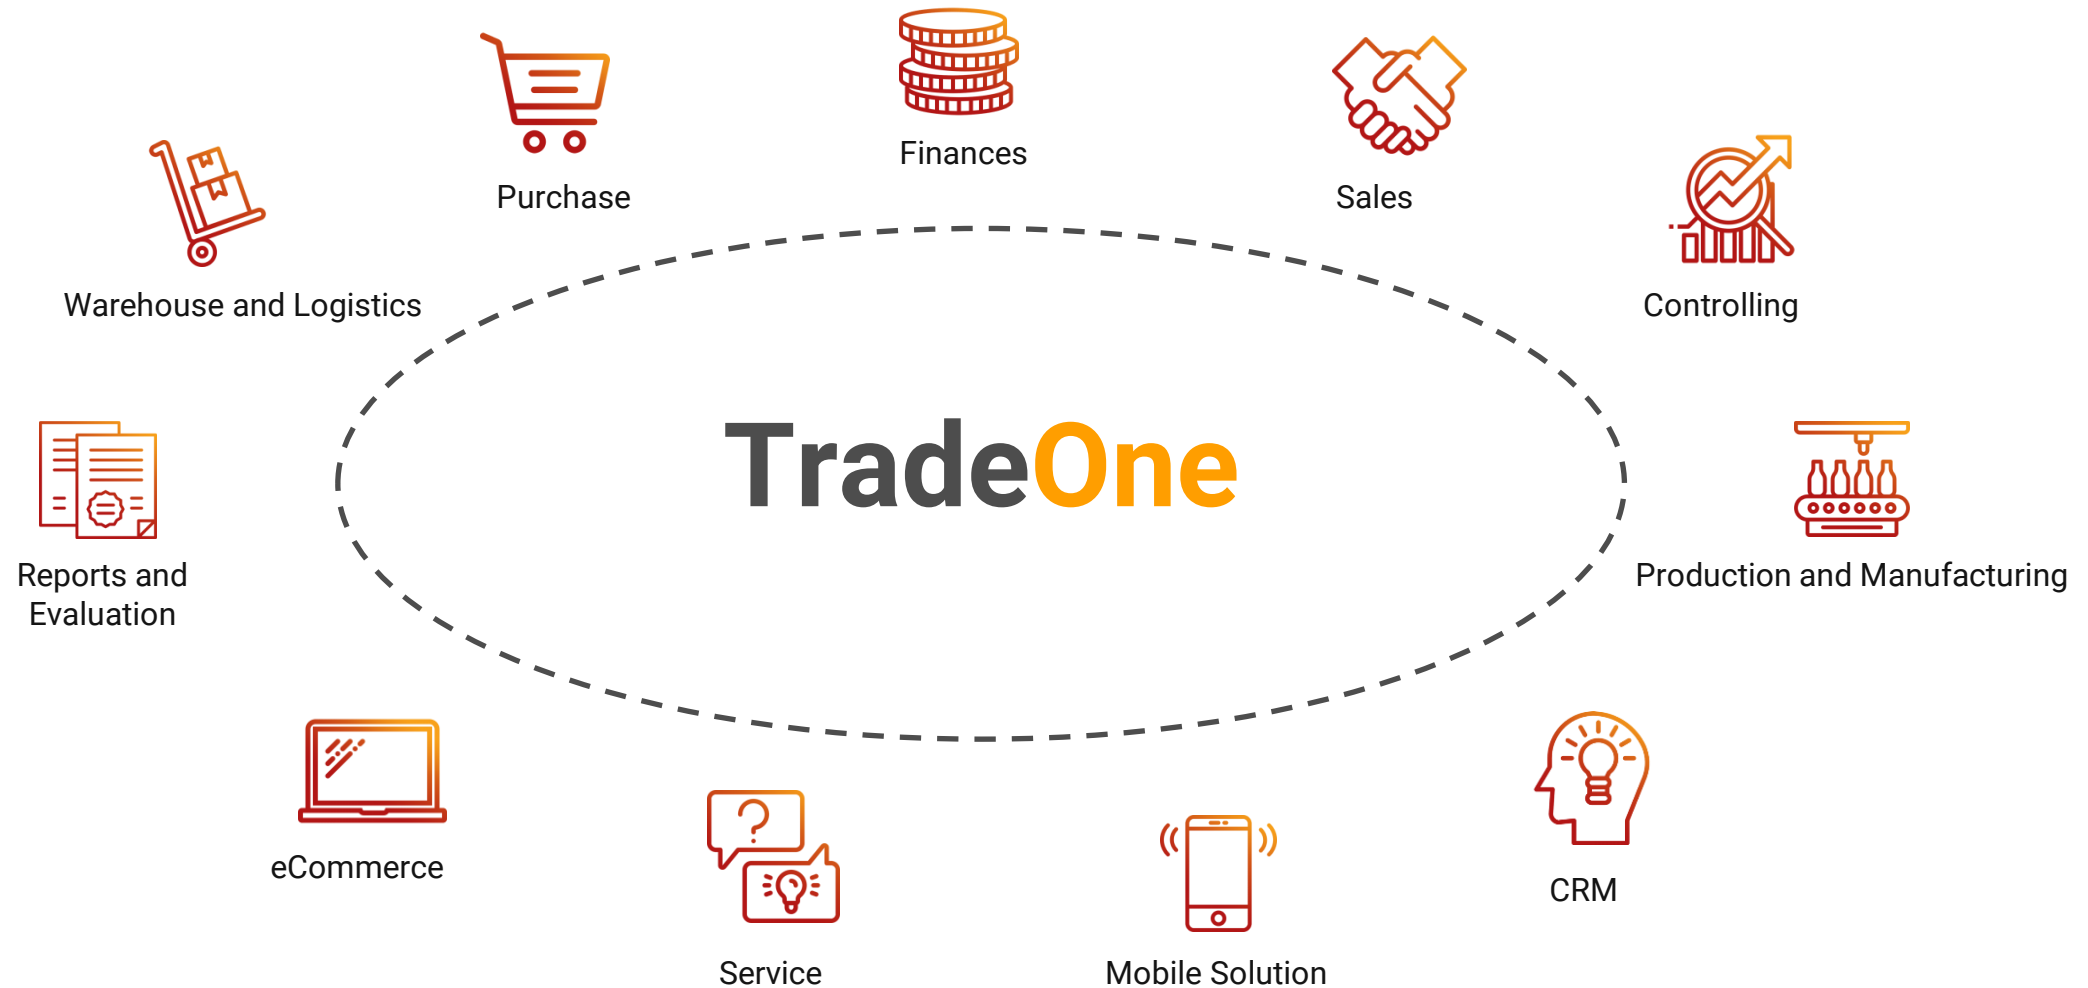 Finances
Purchase
Sales
Warehouse and Logistics
Controlling
TradeOne
Reports and
Evaluation
Production and Manufacturing
eCommerce
CRM
Service
Mobile Solution